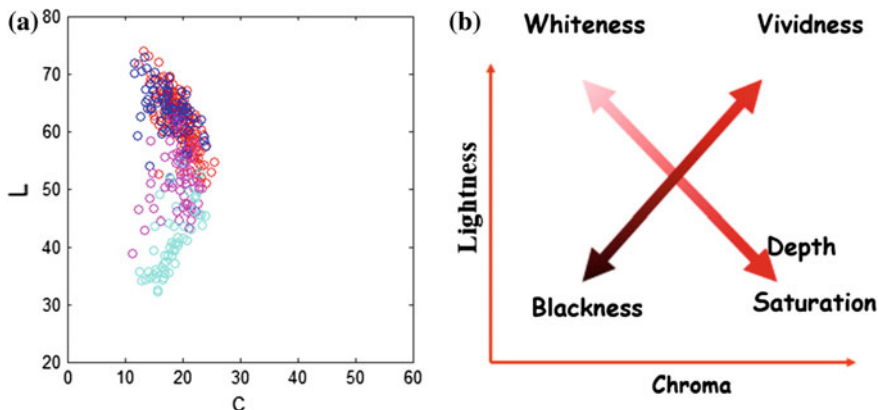 (a)
80
70
60
50
40
30
20
L
0 10 20 30 40 50 60
C
(b)
Whiteness Vividness
Lightness
Depth
Blackness Saturation
Chroma